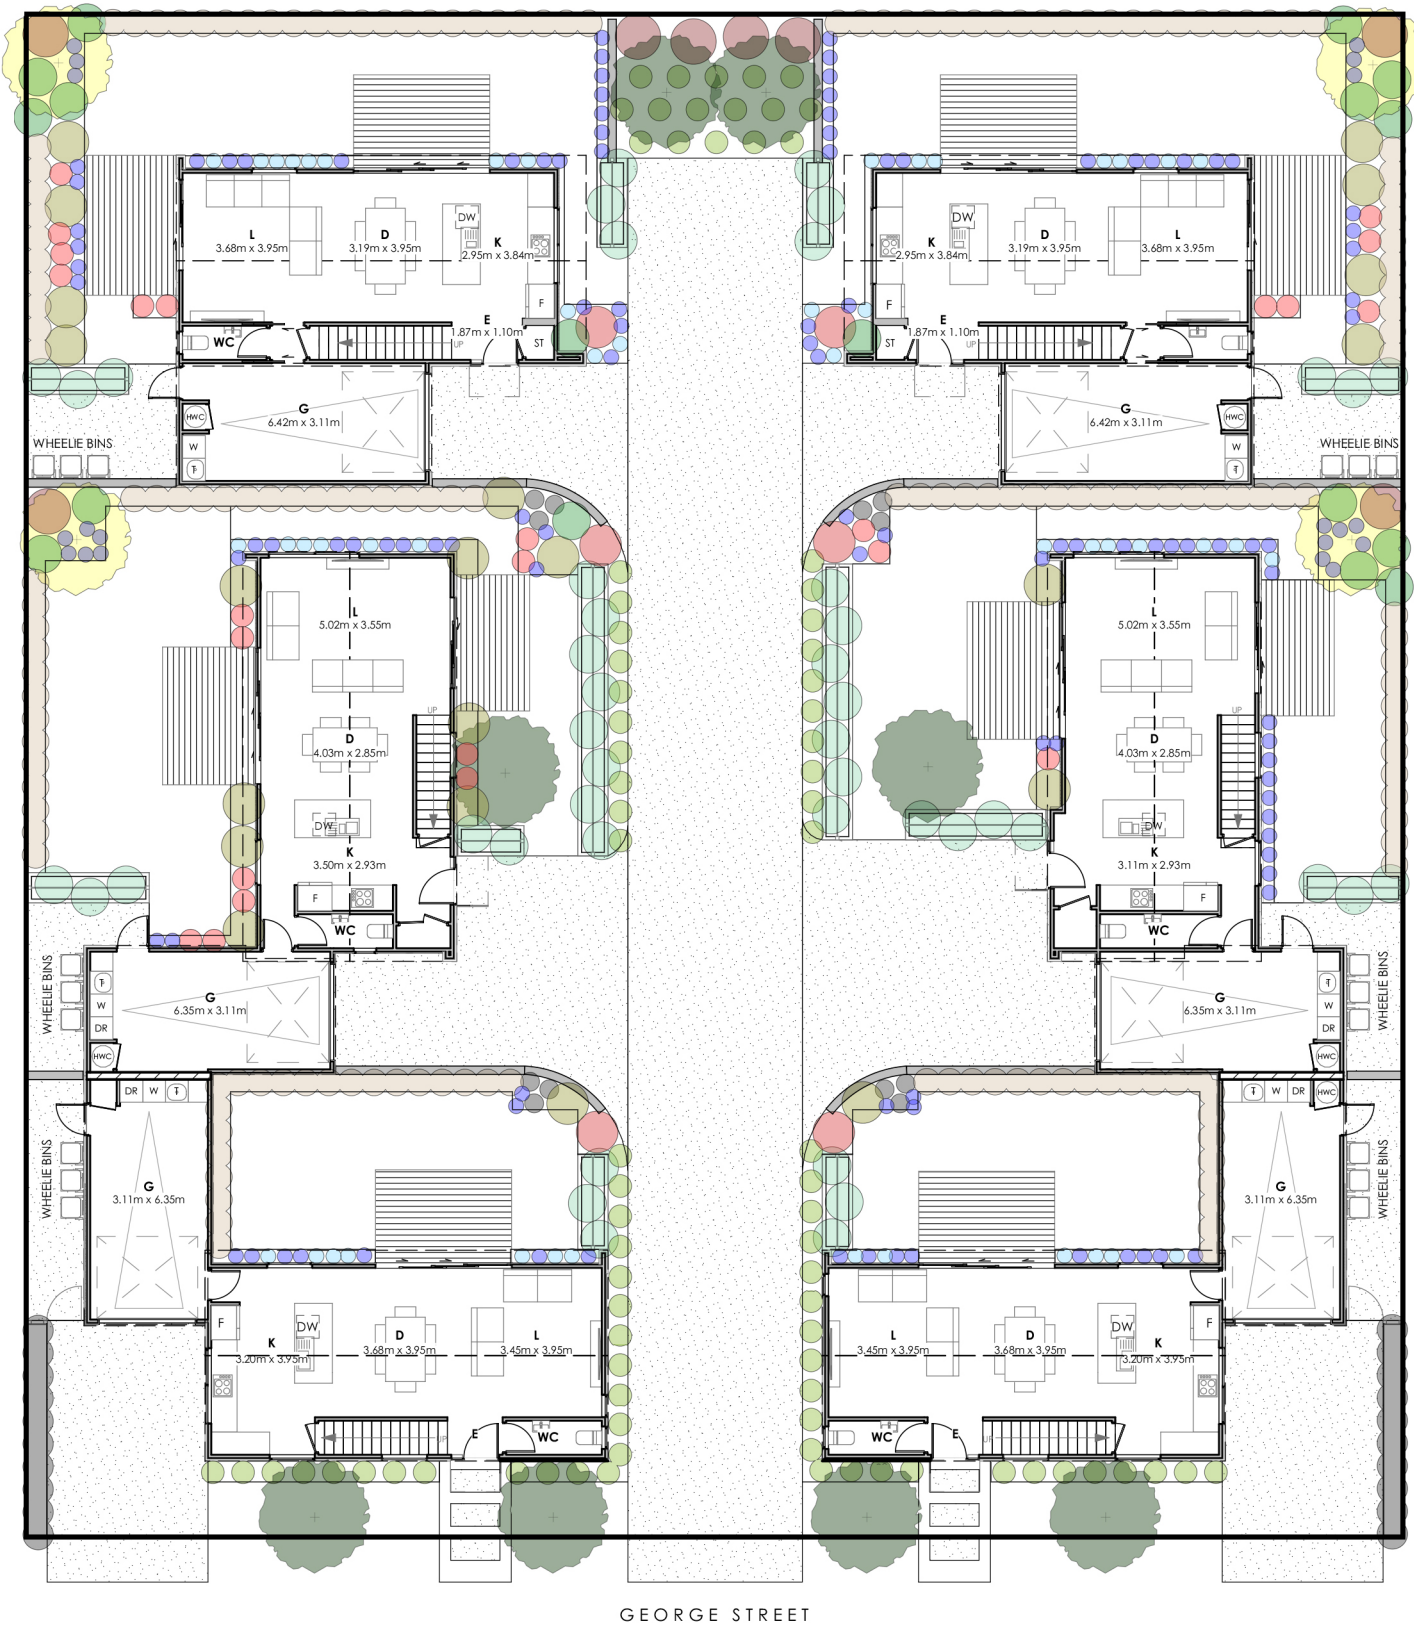 DW
DW
L
3.68m x 3.95m
D
3.19m x 3.95m
K
2.95m x 3.84m
K
2.95m x 3.84m
D
3.19m x 3.95m
L
3.68m x 3.95m
F
F
E
1.87m x 1.10m
E
1.87m x 1.10m
WC
UP
ST
ST
UP
G
6.42m x 3.11m
G
6.42m x 3.11m
HWC
HWC
WHEELIE BINS
W
T
WHEELIE BINS
W
T
L
5.02m x 3.55m
L
5.02m x 3.55m
UP
UP
D
4.03m x 2.85m
D
4.03m x 2.85m
DW
DW
K
3.50m x 2.93m
K
3.11m x 2.93m
F
F
WC
WC
WHEELIE BINS
T
W
DR
HWC
G
6.35m x 3.11m
G
6.35m x 3.11m
T
W
DR
HWC
WHEELIE BINS
DR W T
T W DR HWC
WHEELIE BINS
G
3.11m x 6.35m
G
3.11m x 6.35m
WHEELIE BINS
F
DW
K
3.20m x 3.95m
D
3.68m x 3.95m
L
3.45m x 3.95m
L
3.45m x 3.95m
D
3.68m x 3.95m
DW
K
3.20m x 3.95m
F
UP
E
WC
WC
E
UP
GEORGE STREET